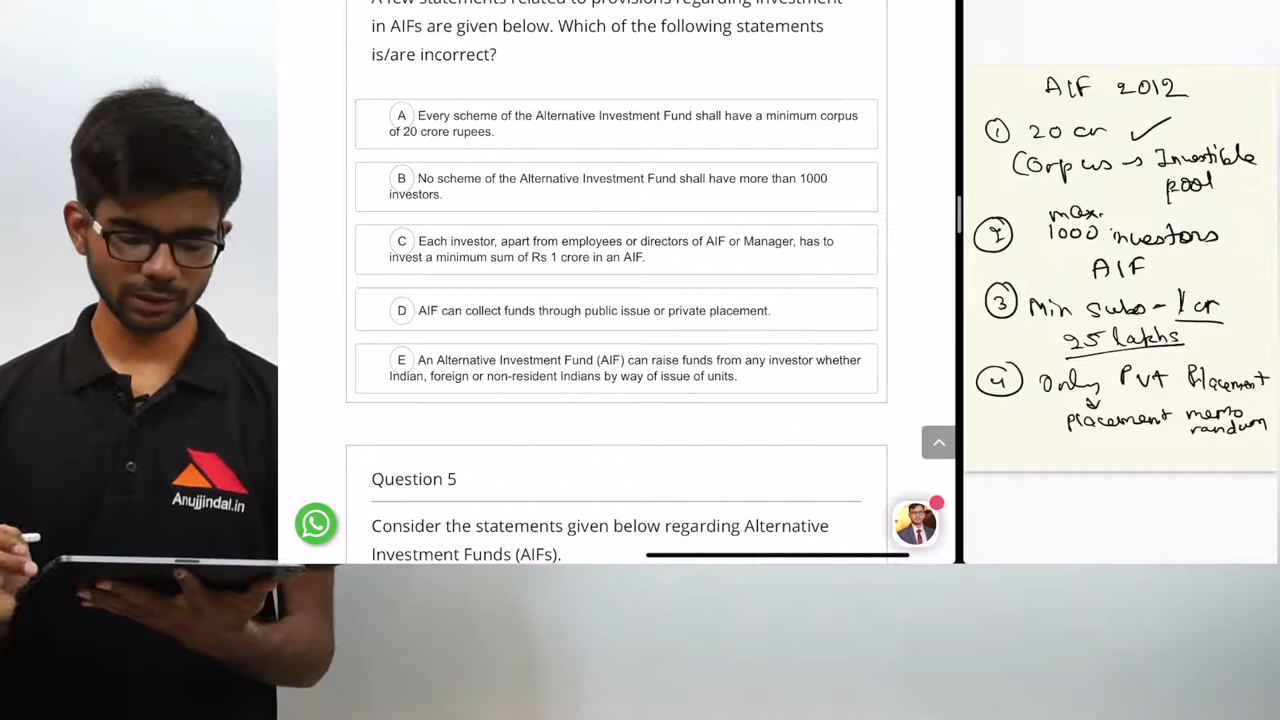 A few statements related to provisions regarding investment
in AIFs are given below. Which of the following statements
is/are incorrect?
A Every scheme of the Alternative Investment Fund shall have a minimum corpus
of 20 crore rupees.
B No scheme of the Alternative Investment Fund shall have more than 1000
investors.
C Each investor, apart from employees or directors of AIF or Manager, has to
invest a minimum sum of Rs 1 crore in an AIF.
D AIF can collect funds through public issue or private placement.
E An Alternative Investment Fund (AIF) can raise funds from any investor whether
Indian, foreign or non-resident Indians by way of issue of units.
Question 5
Consider the statements given below regarding Alternative
Investment Funds (AIFs).
AIF 2012
① 20 cr ✓
Corpus → Investible
pool
② max.
1000 investors
AIF
③ Min subs - 1 cr
25 lakhs
④ Only Pvt Placement
placement memo
randum
Anujjindal.in